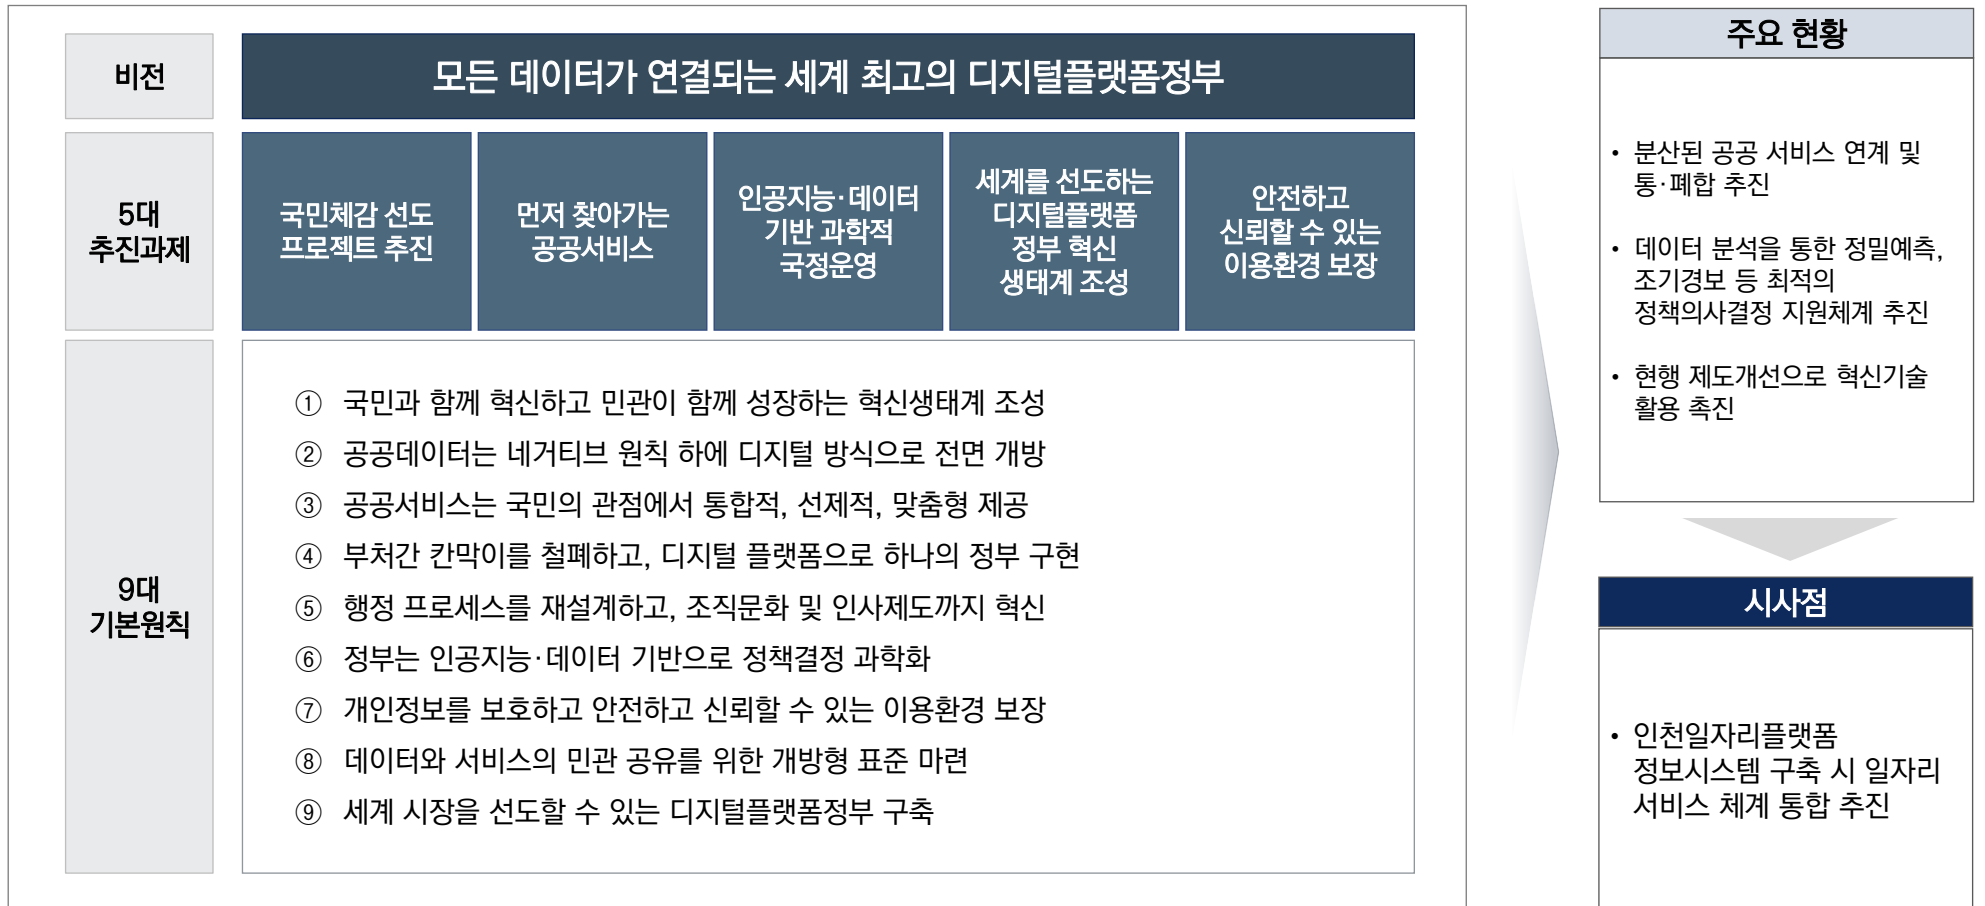 비전
모든 데이터가 연결되는 세계 최고의 디지털플랫폼정부
5대
추진과제
국민체감 선도
프로젝트 추진
먼저 찾아가는
공공서비스
인공지능·데이터
기반 과학적
국정운영
세계를 선도하는
디지털플랫폼
정부 혁신
생태계 조성
안전하고
신뢰할 수 있는
이용환경 보장
9대
기본원칙
① 국민과 함께 혁신하고 민관이 함께 성장하는 혁신생태계 조성
② 공공데이터는 네거티브 원칙 하에 디지털 방식으로 전면 개방
③ 공공서비스는 국민의 관점에서 통합적, 선제적, 맞춤형 제공
④ 부처간 칸막이를 철폐하고, 디지털 플랫폼으로 하나의 정부 구현
⑤ 행정 프로세스를 재설계하고, 조직문화 및 인사제도까지 혁신
⑥ 정부는 인공지능·데이터 기반으로 정책결정 과학화
⑦ 개인정보를 보호하고 안전하고 신뢰할 수 있는 이용환경 보장
⑧ 데이터와 서비스의 민관 공유를 위한 개방형 표준 마련
⑨ 세계 시장을 선도할 수 있는 디지털플랫폼정부 구축
주요 현황
• 분산된 공공 서비스 연계 및
통·폐합 추진
• 데이터 분석을 통한 정밀예측,
조기경보 등 최적의
정책의사결정 지원체계 추진
• 현행 제도개선으로 혁신기술
활용 촉진
시사점
• 인천일자리플랫폼
정보시스템 구축 시 일자리
서비스 체계 통합 추진